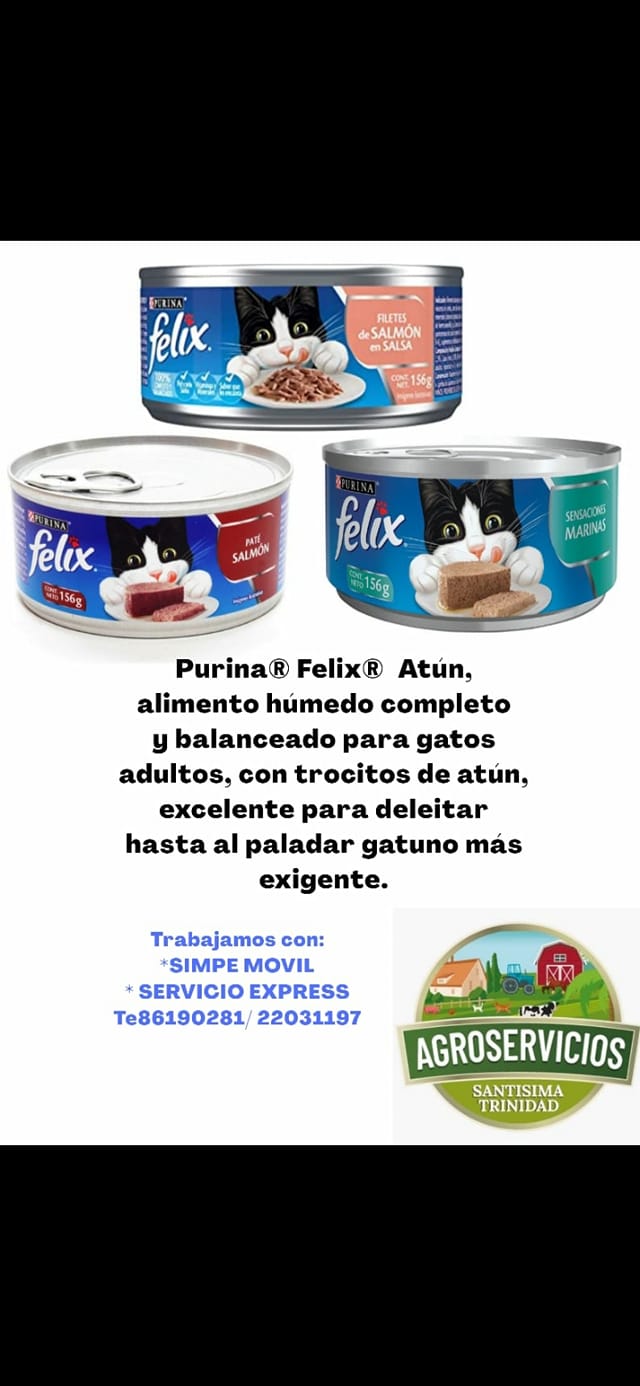 PURINA
felix
FILETES
de SALMÓN
en SALSA
CONT.
NET. 156g
100%
PURINA
felix
PATÉ
SALMÓN
CONT.
NETO 156g
PURINA
felix
SENSACIONES
MARINAS
CONT.
NETO 156g
Purina® Felix® Atún,
alimento húmedo completo
y balanceado para gatos
adultos, con trocitos de atún,
excelente para deleitar
hasta al paladar gatuno más
exigente.
Trabajamos con:
*SIMPE MOVIL
* SERVICIO EXPRESS
Te86190281/ 22031197
AGROSERVICIOS
SANTISIMA
TRINIDAD